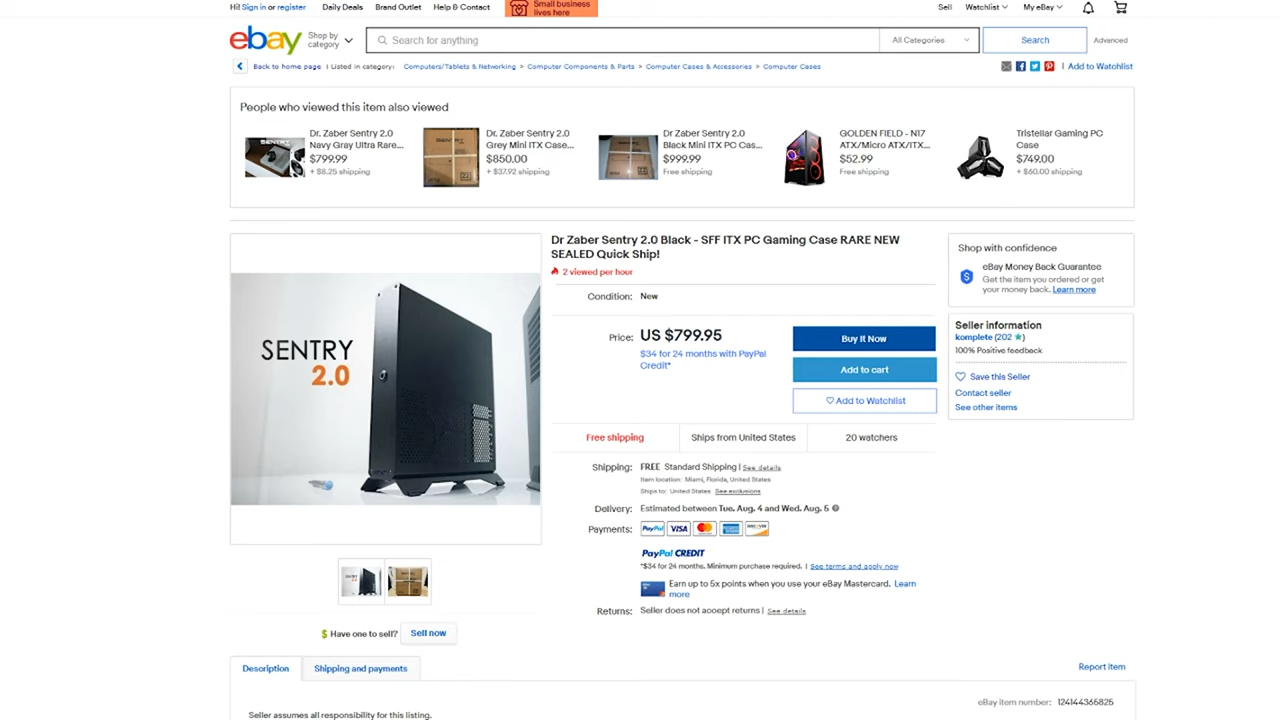 Hi! Sign in or register Daily Deals Brand Outlet Help & Contact Small business lives here Sell Watchlist My eBay
ebay Shop by category Search for anything All Categories Search Advanced
Back to home page | Listed in category: Computers/Tablets & Networking > Computer Components & Parts > Computer Cases & Accessories > Computer Cases | Add to Watchlist
People who viewed this item also viewed
Dr. Zaber Sentry 2.0 Navy Gray Ultra Rare...
$799.99
+ $8.25 shipping
Dr. Zaber Sentry 2.0 Grey Mini ITX Case...
$850.00
+ $37.92 shipping
Dr Zaber Sentry 2.0 Black Mini ITX PC Cas...
$999.99
Free shipping
GOLDEN FIELD - N17 ATX/Micro ATX/ITX...
$52.99
Free shipping
Tristellar Gaming PC Case
$749.00
+ $60.00 shipping
SENTRY
2.0
Dr Zaber Sentry 2.0 Black - SFF ITX PC Gaming Case RARE NEW
SEALED Quick Ship!
2 viewed per hour
Condition: New
Price: US $799.95
$34 for 24 months with PayPal
Credit*
Buy It Now
Add to cart
Add to Watchlist
Free shipping Ships from United States 20 watchers
Shipping: FREE Standard Shipping | See details
Item location: Miami, Florida, United States
Ships to: United States See exclusions
Delivery: Estimated between Tue. Aug. 4 and Wed. Aug. 5
Payments: PayPal VISA
PayPal CREDIT
*$34 for 24 months. Minimum purchase required. | See terms and apply now
Earn up to 5x points when you use your eBay Mastercard. Learn
more
Returns: Seller does not accept returns | See details
Shop with confidence
eBay Money Back Guarantee
Get the item you ordered or get
your money back. Learn more
Seller information
komplete (202)
100% Positive feedback
Save this Seller
Contact seller
See other items
$ Have one to sell? Sell now
Description Shipping and payments Report item
eBay item number: 124144365825
Seller assumes all responsibility for this listing.